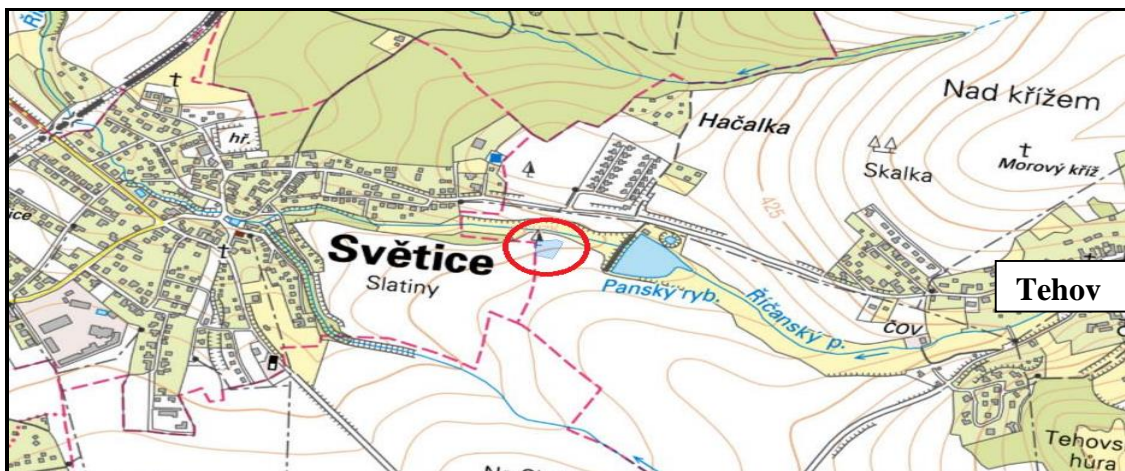 Nad křížem
Hačalka
hř.
Skalka
Morový kříž
425
Světice
Slatiny
Panský ryb.
Říčanský p.
Tehov
ČOV
Tehovs
hůra